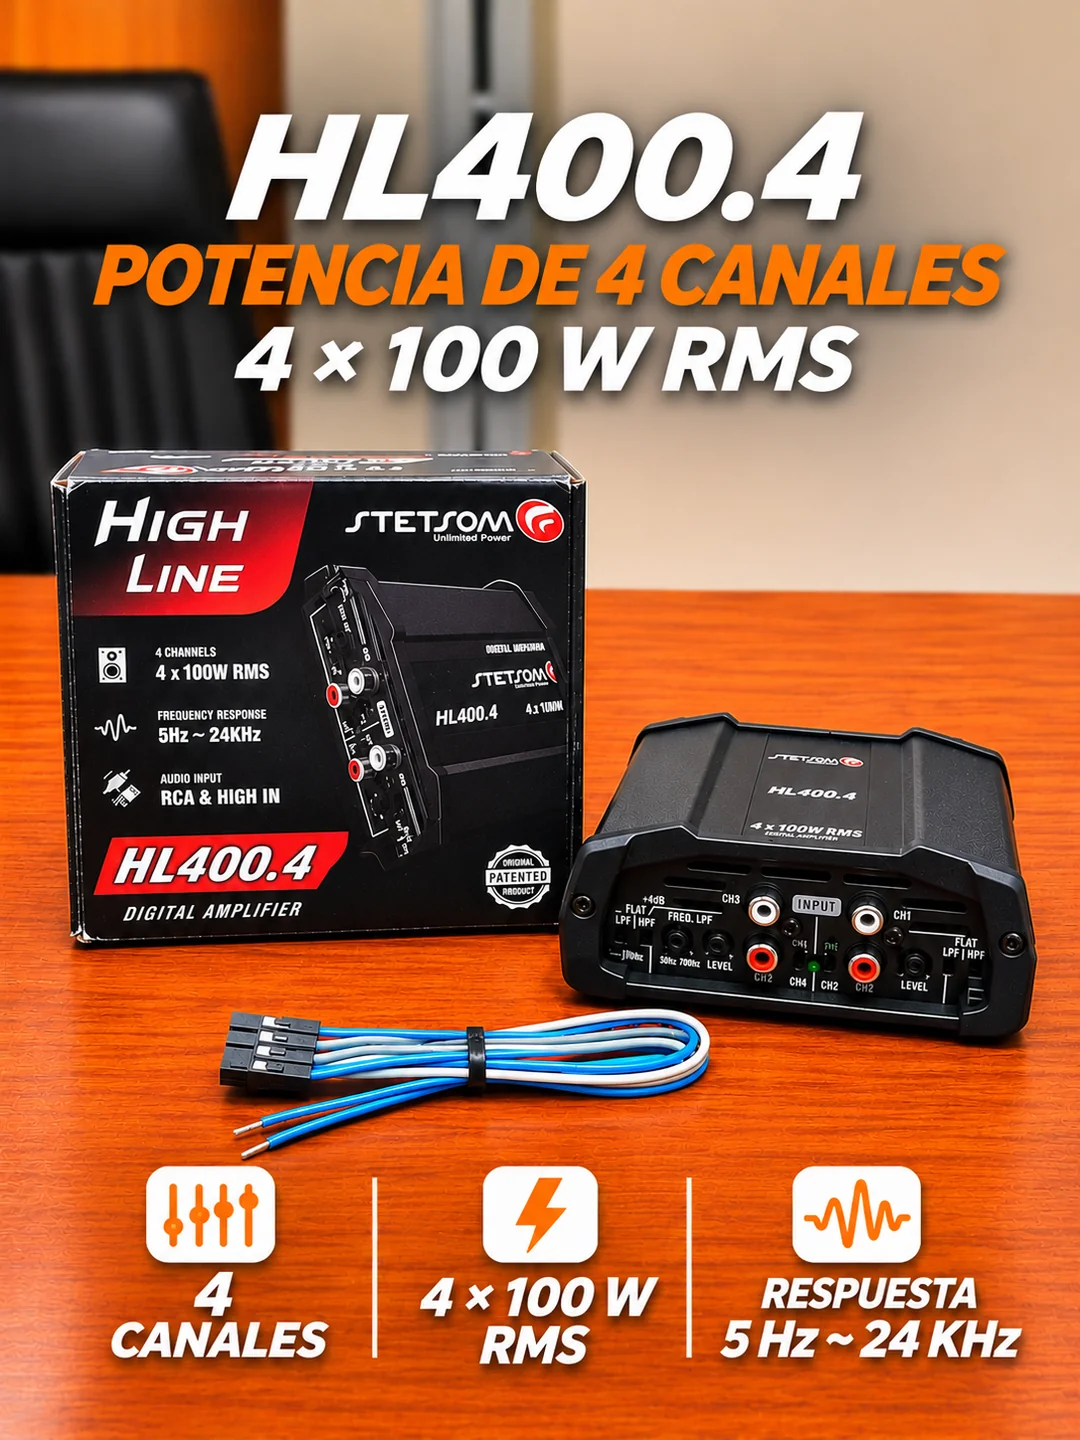 HL400.4
POTENCIA DE 4 CANALES
4 × 100 W RMS
HIGH
LINE
STETSOM
Unlimited Power
4 CHANNELS
4 x 100W RMS
FREQUENCY RESPONSE
5Hz ~ 24KHz
AUDIO INPUT
RCA & HIGH IN
STETSOM
HL400.4
HL400.4
DIGITAL AMPLIFIER
ORIGINAL
PATENTED
PRODUCT
STETSOM
HL400.4
4 x 100W RMS
DIGITAL AMPLIFIER
+4dB
FLAT
LPF | HPF
FREQ. LPF
50hz 700hz
LEVEL
CH3
INPUT
CH1
CH2
CH4
CH2
CH2
FLAT
LPF | HPF
LEVEL
4
CANALES
4 × 100 W
RMS
RESPUESTA
5 Hz ~ 24 KHz